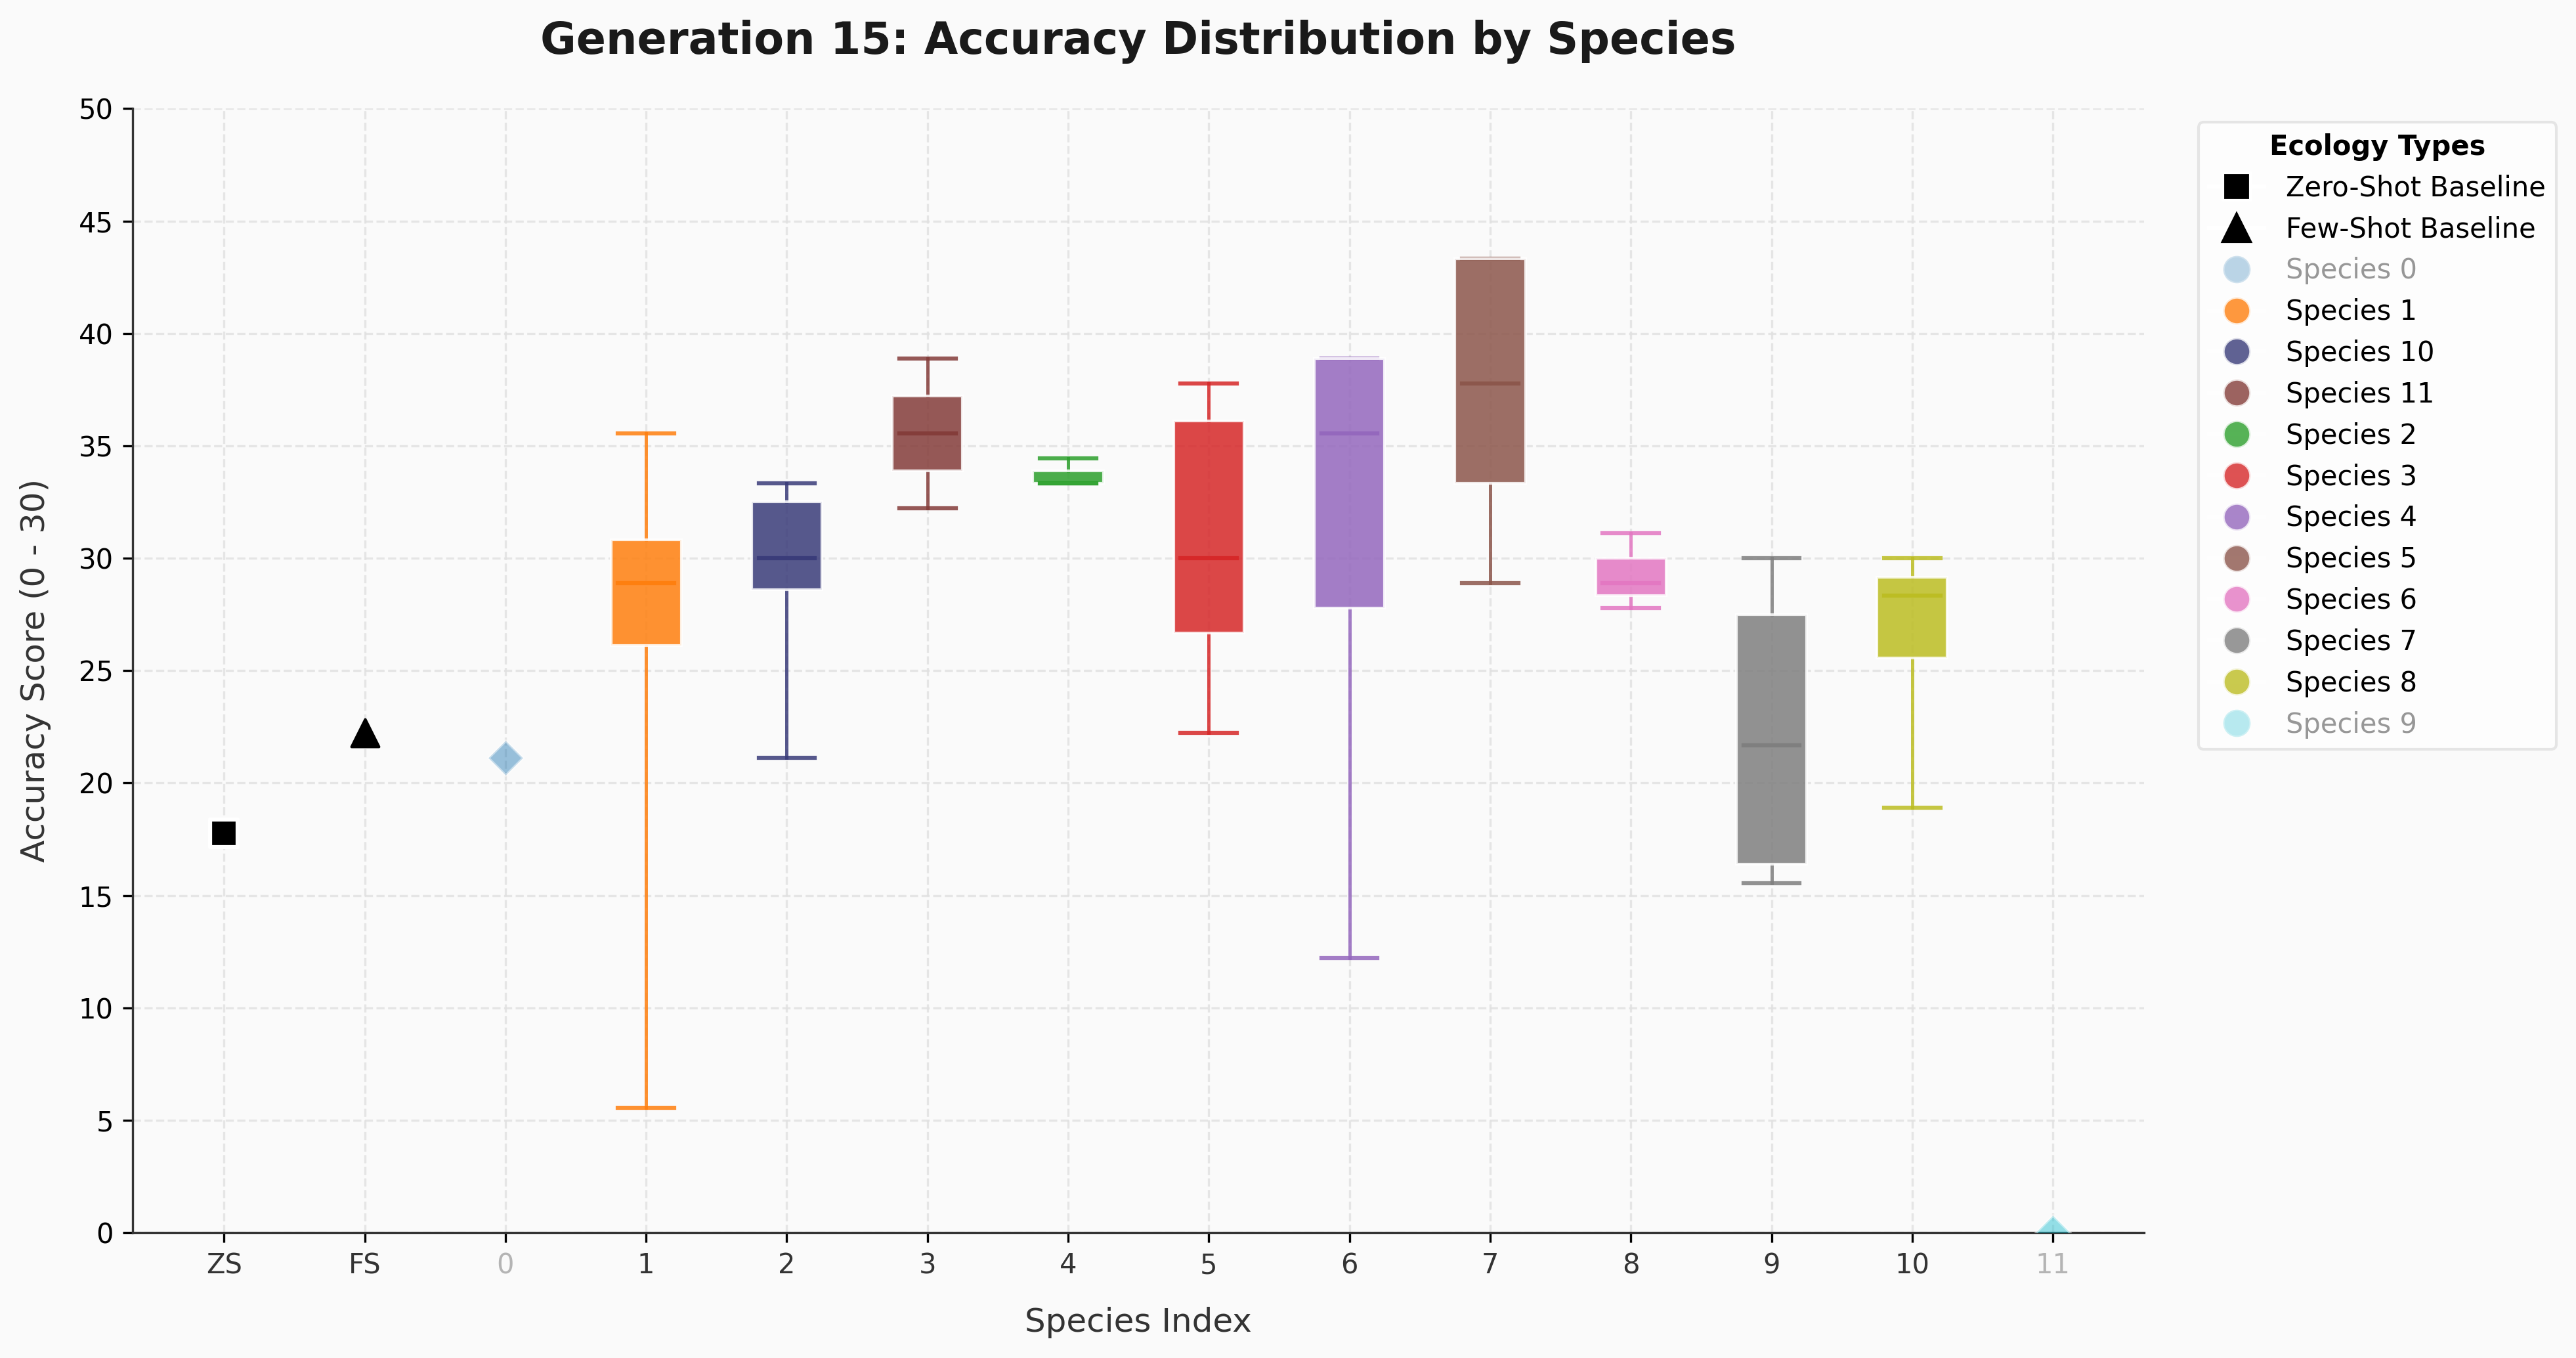 Generation 15: Accuracy Distribution by Species
Accuracy Score (0 - 30)
50
45
40
35
30
25
20
15
10
5
0
ZS FS 0 1 2 3 4 5 6 7 8 9 10 11
Species Index
Ecology Types
Zero-Shot Baseline
Few-Shot Baseline
Species 0
Species 1
Species 10
Species 11
Species 2
Species 3
Species 4
Species 5
Species 6
Species 7
Species 8
Species 9